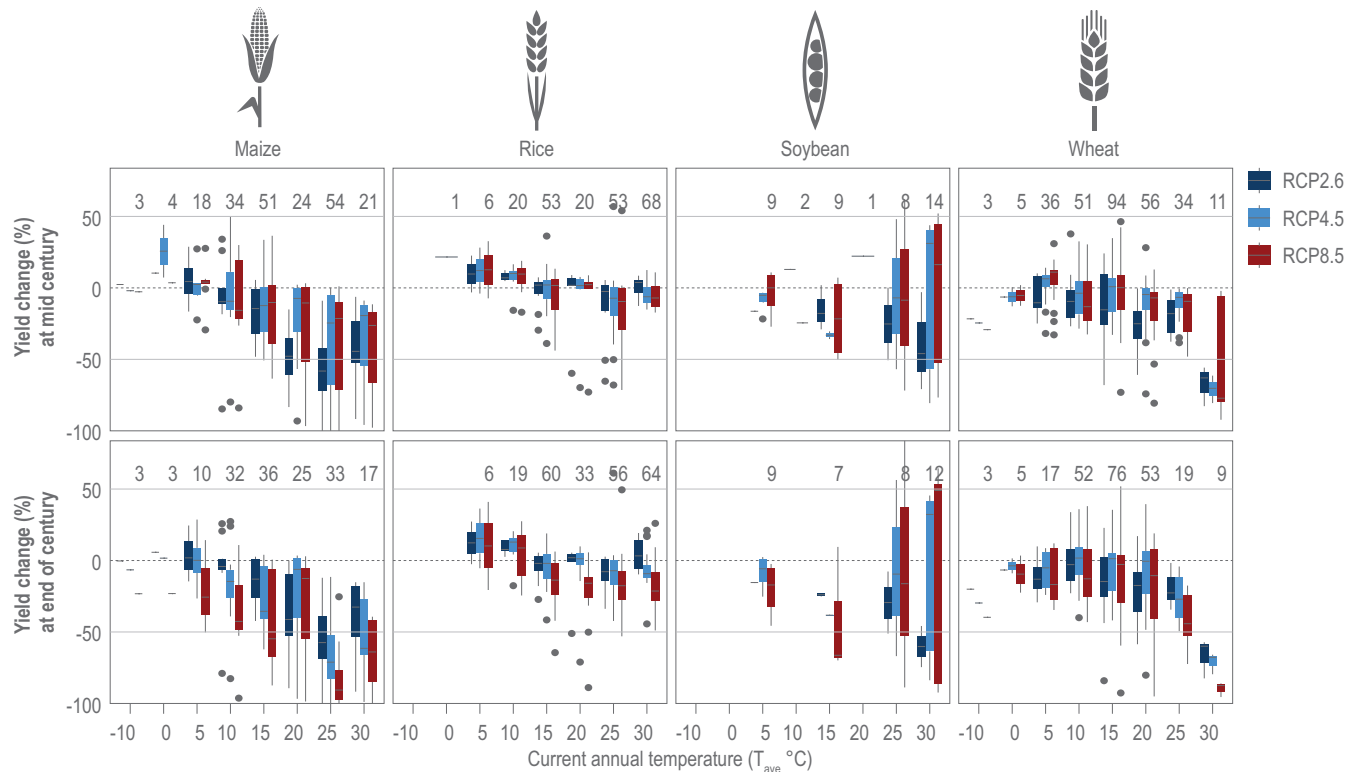 Maize Rice Soybean Wheat
RCP2.6
RCP4.5
RCP8.5
Yield change (%)
at mid century
50
0
-50
-100
3 4 18 34 51 24 54 21
1 6 20 53 20 53 68
9 2 9 1 8 14
3 5 36 51 94 56 34 11
Yield change (%)
at end of century
50
0
-50
-100
3 3 10 32 36 25 33 17
6 19 60 33 56 64
9 7 8 12
3 5 17 52 76 53 19 9
-10 0 5 10 15 20 25 30
-10 0 5 10 15 20 25 30
-10 0 5 10 15 20 25 30
-10 0 5 10 15 20 25 30
Current annual temperature (Tave °C)